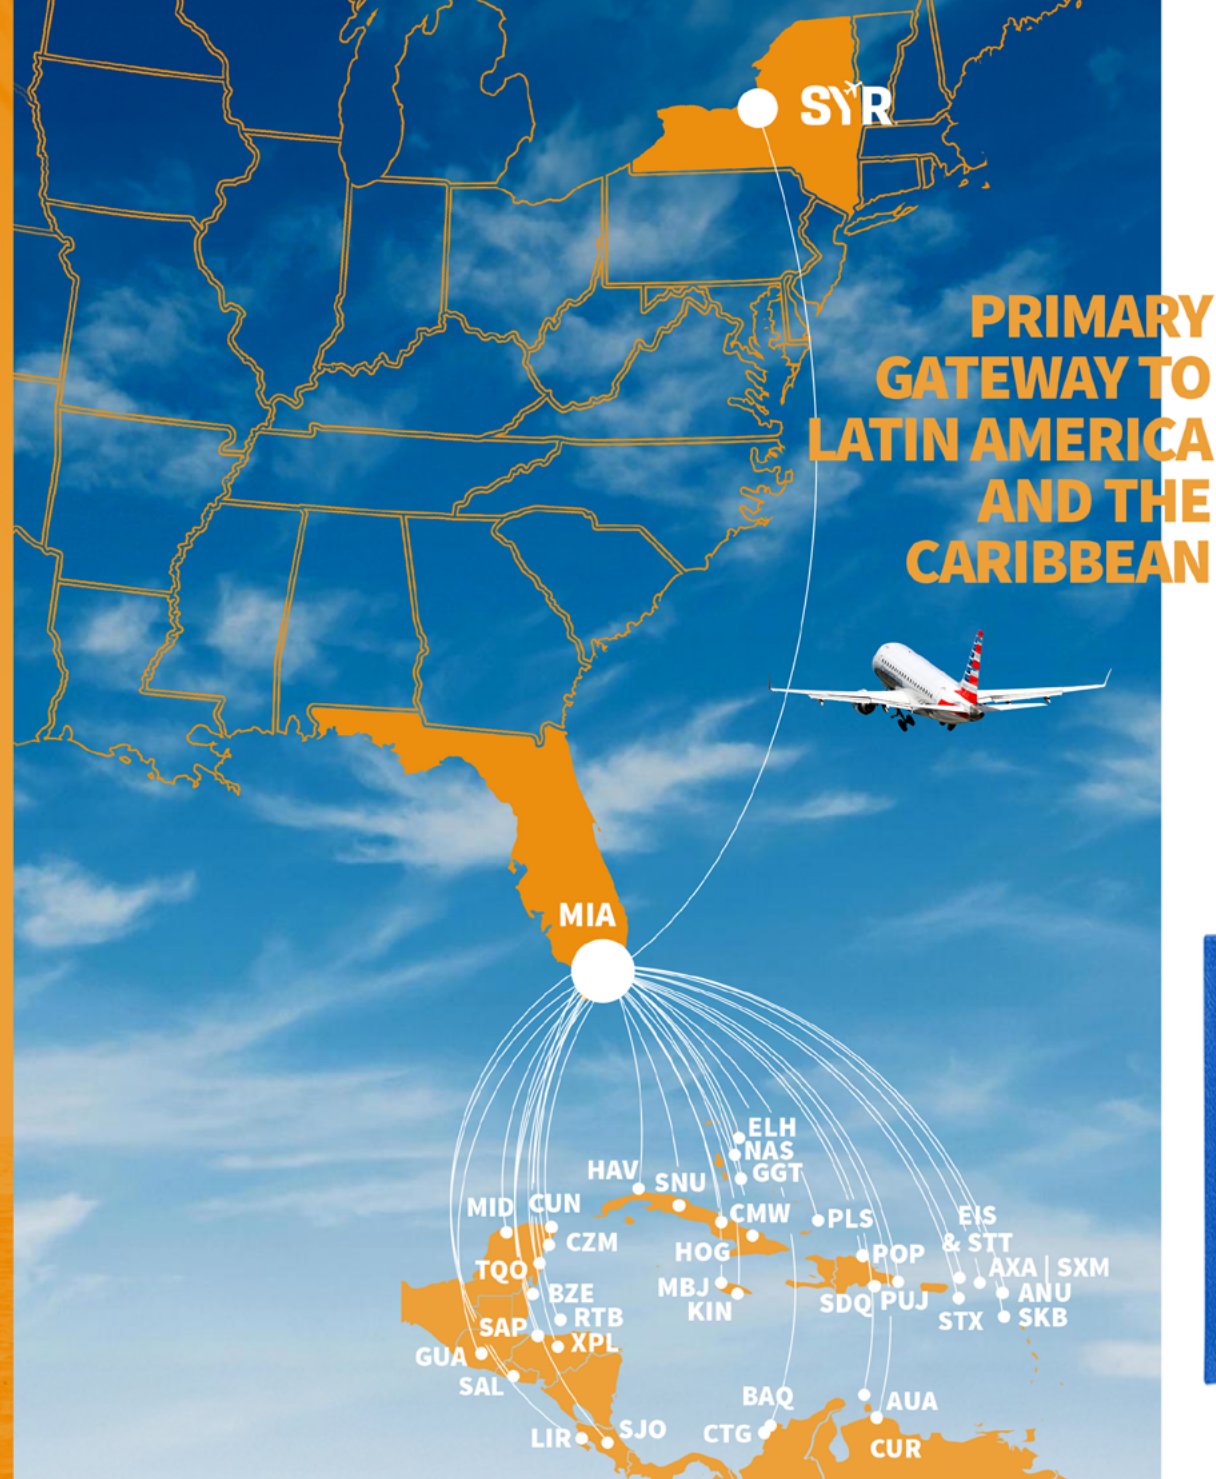 SYR
PRIMARY
GATEWAY TO
LATIN AMERICA
AND THE
CARIBBEAN
MIA
ELH
NAS
GGT
HAV
SNU
MID
CUN
CMW
PLS
EIS
& STT
CZM
HOG
POP
AXA | SXM
TQO
MBJ
BZE
KIN
SDQ
PUJ
ANU
STX
SKB
RTB
SAP
XPL
GUA
SAL
BAQ
AUA
LIR
SJO
CTG
CUR